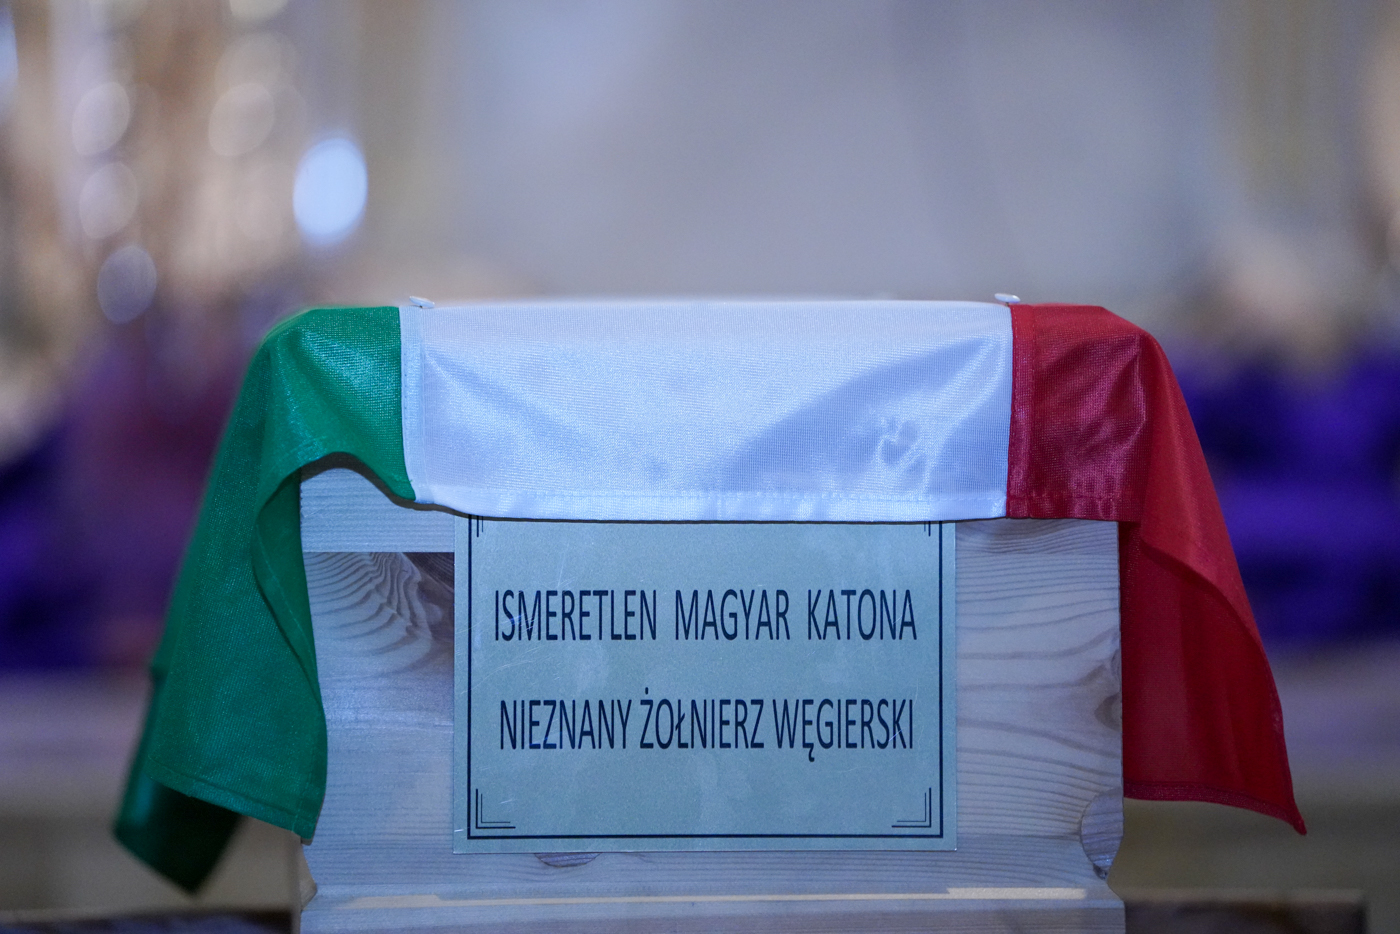 ISMERETLEN MAGYAR KATONA
NIEZNANY ŻOŁNIERZ WĘGIERSKI